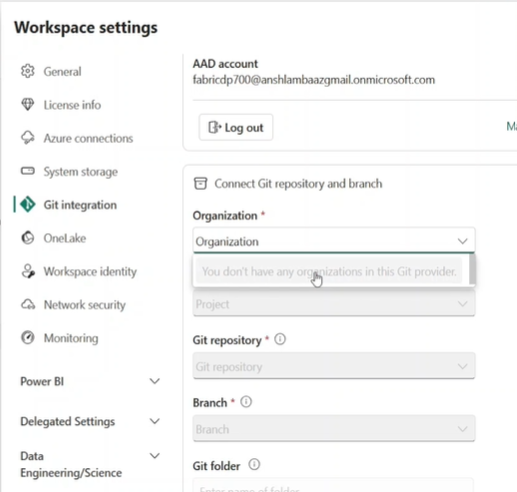 Workspace settings
General
License info
Azure connections
System storage
Git integration
OneLake
Workspace identity
Network security
Monitoring
Power BI
Delegated Settings
Data
Engineering/Science
AAD account
fabricdp700@anshlambaazgmail.onmicrosoft.com
Log out
Connect Git repository and branch
Organization *
Organization
You don't have any organizations in this Git provider.
Project
Git repository *
Git repository
Branch *
Branch
Git folder
Enter name of folder